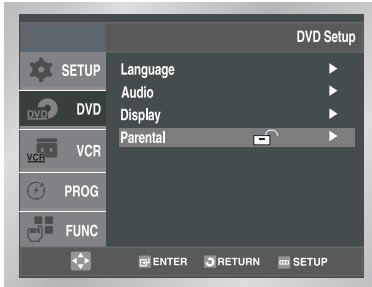 DVD Setup
SETUP
DVD
DVD
VCR
VCR
PROG
FUNC
Language
Audio
Display
Parental
ENTER RETURN SETUP